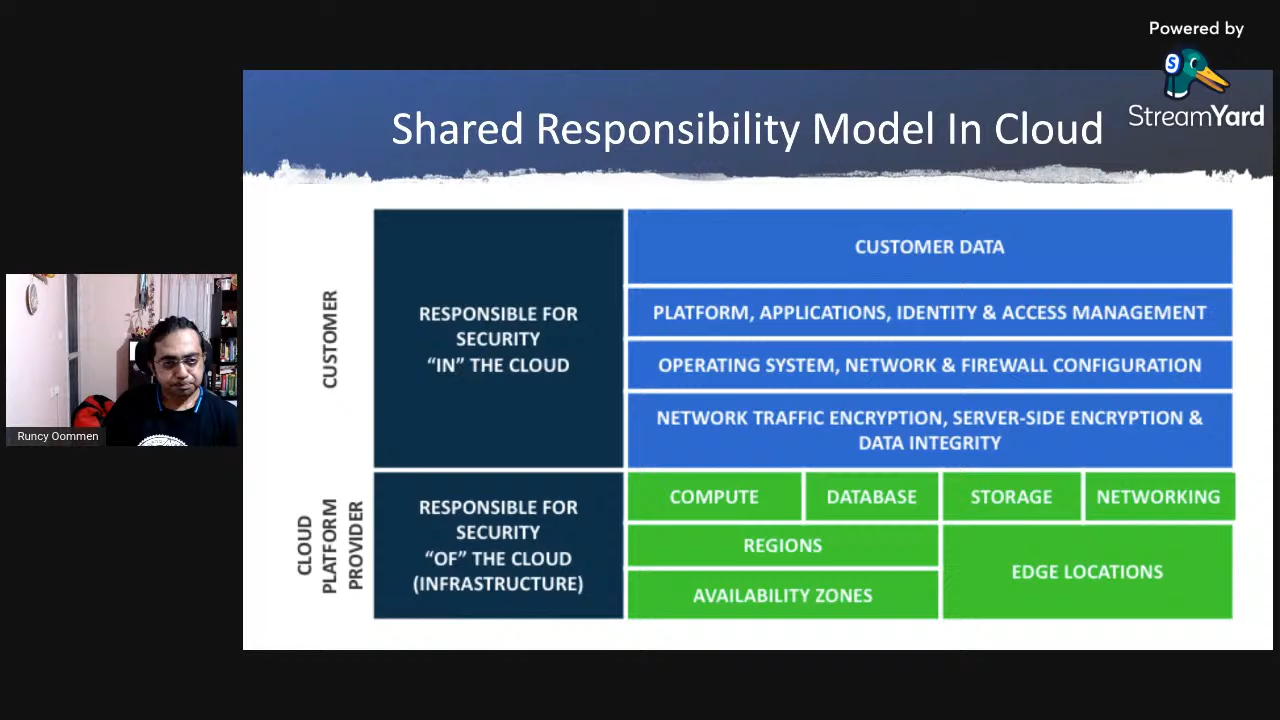 Powered by
StreamYard
Shared Responsibility Model In Cloud
CUSTOMER
RESPONSIBLE FOR
SECURITY
“IN” THE CLOUD
CUSTOMER DATA
PLATFORM, APPLICATIONS, IDENTITY & ACCESS MANAGEMENT
OPERATING SYSTEM, NETWORK & FIREWALL CONFIGURATION
NETWORK TRAFFIC ENCRYPTION, SERVER-SIDE ENCRYPTION &
DATA INTEGRITY
CLOUD
PLATFORM
PROVIDER
RESPONSIBLE FOR
SECURITY
“OF” THE CLOUD
(INFRASTRUCTURE)
COMPUTE
DATABASE
STORAGE
NETWORKING
REGIONS
EDGE LOCATIONS
AVAILABILITY ZONES
Runcy Oommen